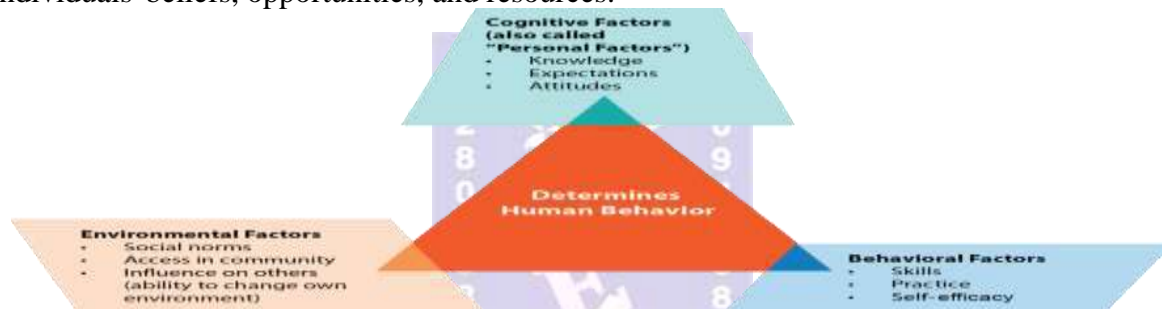 individuals' beliefs, opportunities, and resources.
Cognitive Factors
(also called
"Personal Factors")
• Knowledge
• Expectations
• Attitudes
Determines
Human Behavior
Environmental Factors
• Social norms
• Access in community
• Influence on others
(ability to change own
environment)
Behavioral Factors
• Skills
• Practice
• Self-efficacy